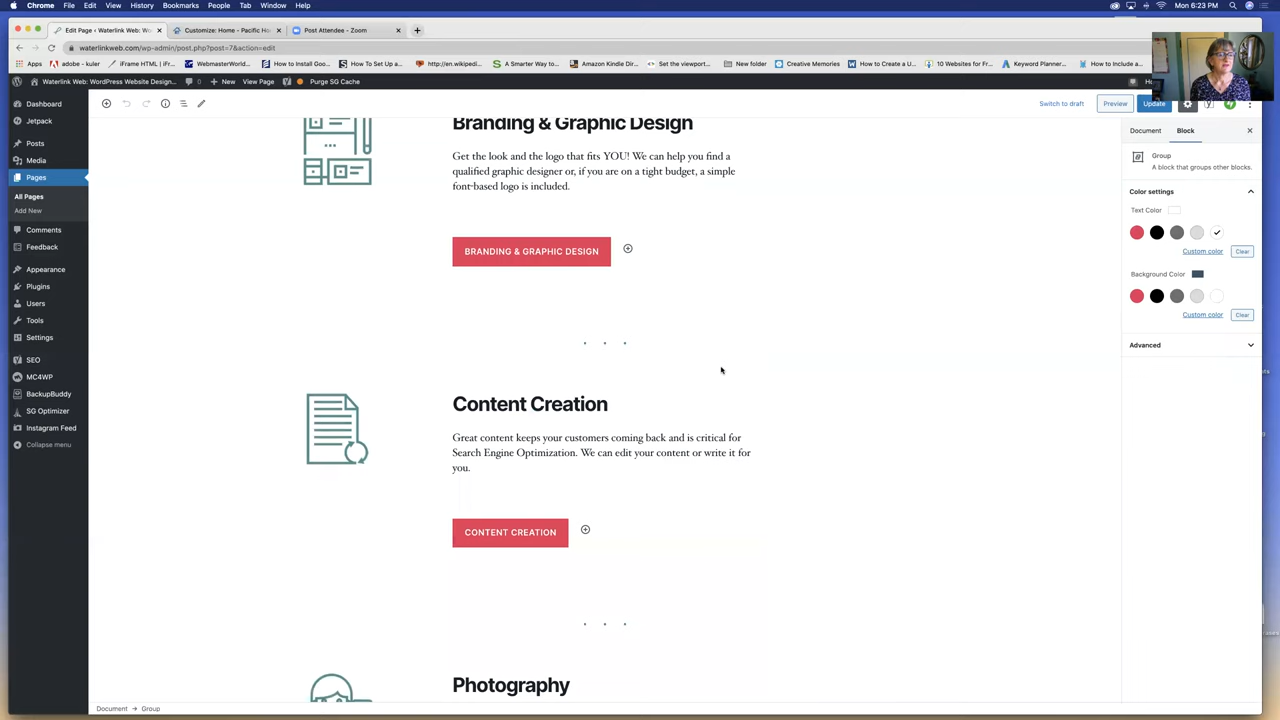 Chrome File Edit View History Bookmarks People Tab Window Help
Mon 6:23 PM
Edit Page ‹ Waterlink Web: Wo
Customize: Home - Pacific Ho
Post Attendee - Zoom
waterlinkweb.com/wp-admin/post.php?post=7&action=edit
Apps adobe - kuler iFrame HTML | iFr... WebmasterWorld... How to Install Goo... How To Set Up a... http://en.wikipedi... A Smarter Way to... Amazon Kindle Dir... Set the viewport... New folder Creative Memories How to Create a U... 10 Websites for Fr... Keyword Planner... How to Include a
Waterlink Web: WordPress Website Design... 0 + New View Page Purge SG Cache
Switch to draft Preview Update
Dashboard
Jetpack
Posts
Media
Pages
All Pages
Add New
Comments
Feedback
Appearance
Plugins
Users
Tools
Settings
SEO
MC4WP
BackupBuddy
SG Optimizer
Instagram Feed
Collapse menu
Branding & Graphic Design
Get the look and the logo that fits YOU! We can help you find a
qualified graphic designer or, if you are on a tight budget, a simple
font-based logo is included.
BRANDING & GRAPHIC DESIGN
Content Creation
Great content keeps your customers coming back and is critical for
Search Engine Optimization. We can edit your content or write it for
you.
CONTENT CREATION
Photography
Document Block
Group
A block that groups other blocks.
Color settings
Text Color
Custom color Clear
Background Color
Custom color Clear
Advanced
Document → Group